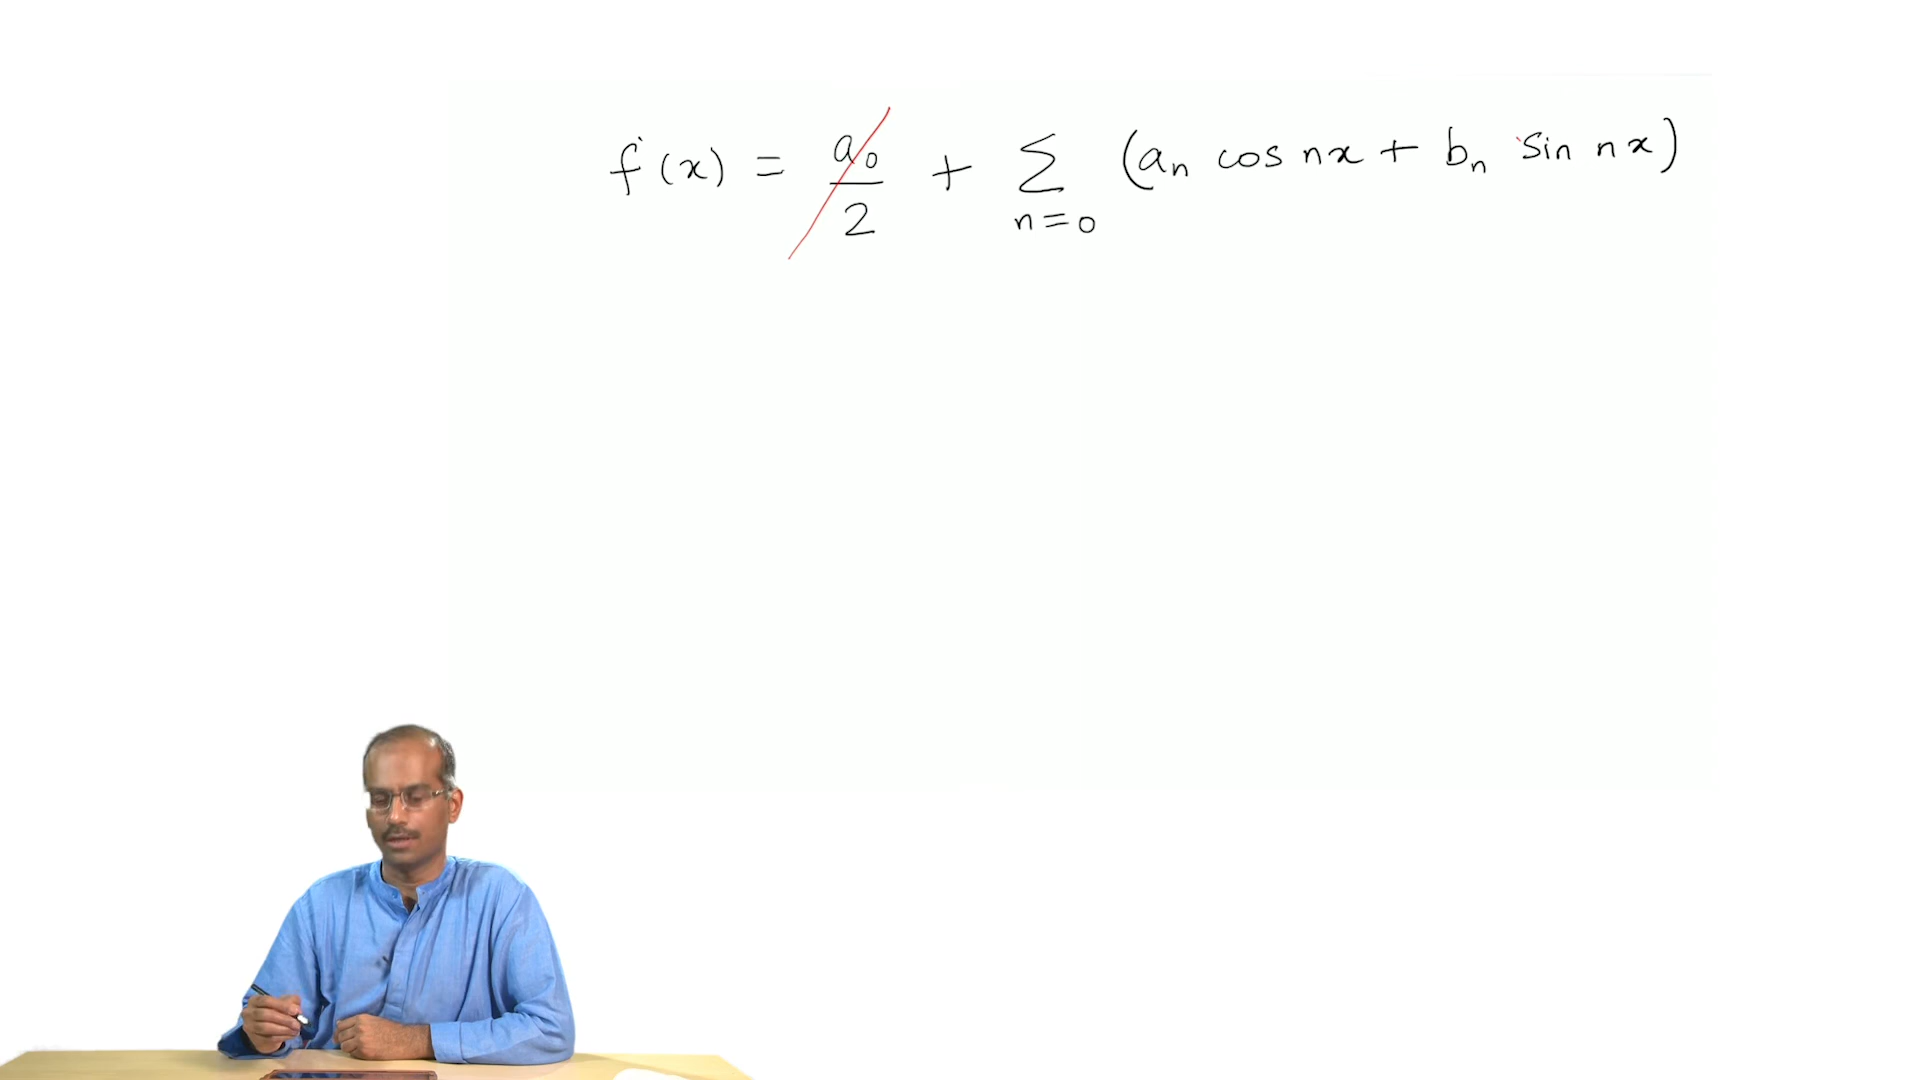 f(x) = a₀/2 + Σ n=0 (aₙ cos nx + bₙ sin nx)